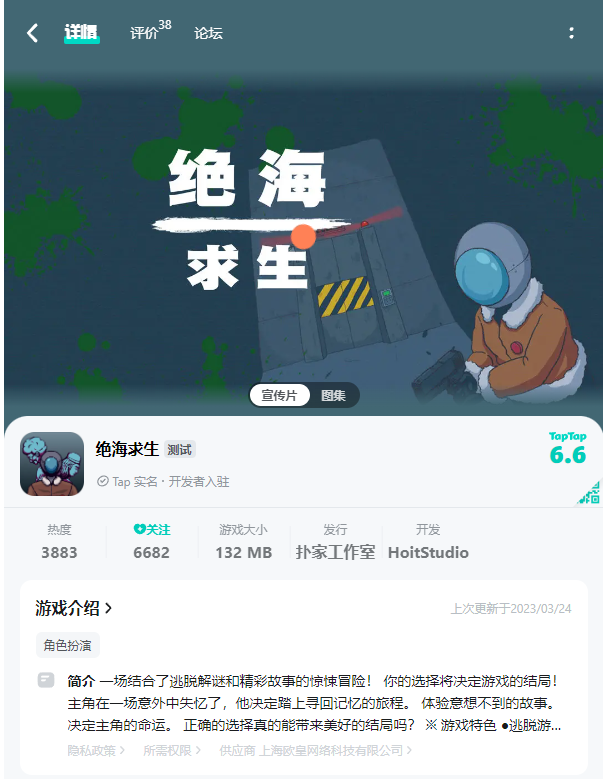 详情 评价38 论坛
绝海
求生
宣传片 图集
绝海求生 测试
Tap 实名 · 开发者入驻
TapTap
6.6
热度 关注 游戏大小 发行 开发
3883 6682 132 MB 扑家工作室 HoitStudio
游戏介绍 上次更新于2023/03/24
角色扮演
简介 一场结合了逃脱解谜和精彩故事的惊悚冒险! 你的选择将决定游戏的结局!
主角在一场意外中失忆了,他决定踏上寻回记忆的旅程。 体验意想不到的故事。
决定主角的命运。 正确的选择真的能带来美好的结局吗? ※ 游戏特色 ●逃脱游...
隐私政策 所需权限 供应商 上海欧皇网络科技有限公司